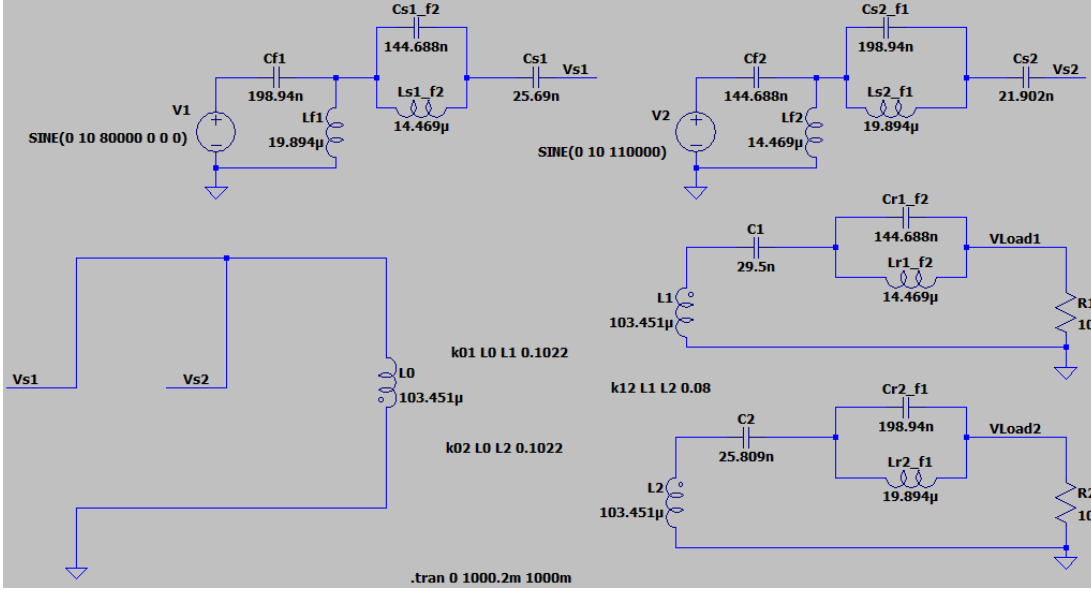 Cs1_f2
144.688n
Cf1
198.94n
Cs1
25.69n
Vs1
Ls1_f2
14.469µ
V1
SINE(0 10 80000 0 0 0)
Lf1
19.894µ
Cs2_f1
198.94n
Cf2
144.688n
Cs2
21.902n
Vs2
Ls2_f1
19.894µ
V2
SINE(0 10 110000)
Lf2
14.469µ
Cr1_f2
144.688n
C1
29.5n
VLoad1
Lr1_f2
14.469µ
L1
103.451µ
R1
10
Vs1
Vs2
L0
103.451µ
k01 L0 L1 0.1022
k12 L1 L2 0.08
k02 L0 L2 0.1022
Cr2_f1
198.94n
C2
25.809n
VLoad2
Lr2_f1
19.894µ
L2
103.451µ
R2
10
.tran 0 1000.2m 1000m